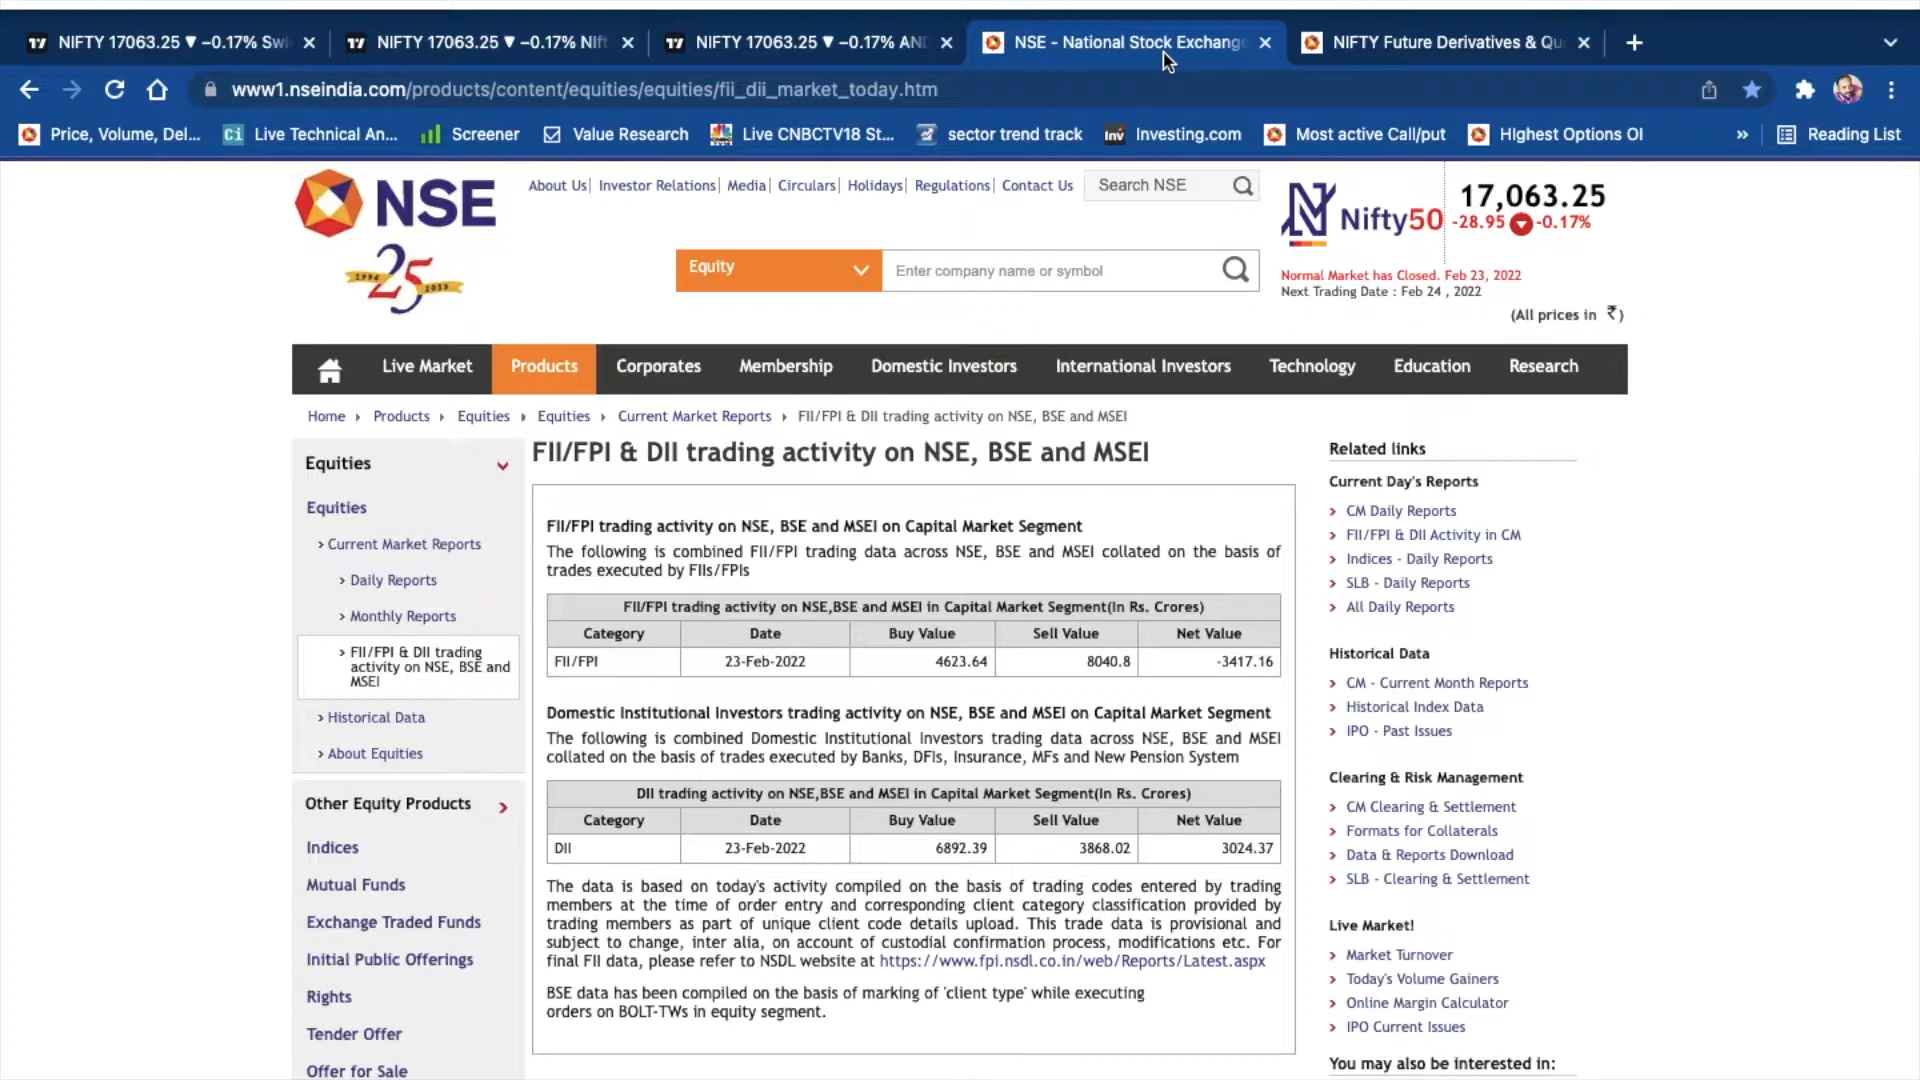 NIFTY 17063.25 ▼ −0.17% Swi
NIFTY 17063.25 ▼ −0.17% NIft
NIFTY 17063.25 ▼ −0.17% AND
NSE - National Stock Exchang
NIFTY Future Derivatives & Qu
www1.nseindia.com/products/content/equities/equities/fii_dii_market_today.htm
Price, Volume, Del...
Live Technical An...
Screener
Value Research
Live CNBCTV18 St...
sector trend track
Investing.com
Most active Call/put
HIghest Options OI
»
Reading List
NSE
1994 25 2019
About Us| Investor Relations| Media| Circulars| Holidays| Regulations| Contact Us
Search NSE
Nifty50
17,063.25
-28.95 -0.17%
Normal Market has Closed. Feb 23, 2022
Next Trading Date : Feb 24 , 2022
(All prices in ₹)
Equity
Enter company name or symbol
Live Market Products Corporates Membership Domestic Investors International Investors Technology Education Research
Home Products Equities Equities Current Market Reports FII/FPI & DII trading activity on NSE, BSE and MSEI
Equities
Equities
› Current Market Reports
› Daily Reports
› Monthly Reports
› FII/FPI & DII trading
activity on NSE, BSE and
MSEI
› Historical Data
› About Equities
Other Equity Products
Indices
Mutual Funds
Exchange Traded Funds
Initial Public Offerings
Rights
Tender Offer
Offer for Sale
FII/FPI & DII trading activity on NSE, BSE and MSEI
FII/FPI trading activity on NSE, BSE and MSEI on Capital Market Segment
The following is combined FII/FPI trading data across NSE, BSE and MSEI collated on the basis of
trades executed by FIIs/FPIs
FII/FPI trading activity on NSE,BSE and MSEI in Capital Market Segment(In Rs. Crores)
Category Date Buy Value Sell Value Net Value
FII/FPI 23-Feb-2022 4623.64 8040.8 -3417.16
Domestic Institutional Investors trading activity on NSE, BSE and MSEI on Capital Market Segment
The following is combined Domestic Institutional Investors trading data across NSE, BSE and MSEI
collated on the basis of trades executed by Banks, DFIs, Insurance, MFs and New Pension System
DII trading activity on NSE,BSE and MSEI in Capital Market Segment(In Rs. Crores)
Category Date Buy Value Sell Value Net Value
DII 23-Feb-2022 6892.39 3868.02 3024.37
The data is based on today's activity compiled on the basis of trading codes entered by trading
members at the time of order entry and corresponding client category classification provided by
trading members as part of unique client code details upload. This trade data is provisional and
subject to change, inter alia, on account of custodial confirmation process, modifications etc. For
final FII data, please refer to NSDL website at https://www.fpi.nsdl.co.in/web/Reports/Latest.aspx
BSE data has been compiled on the basis of marking of 'client type' while executing
orders on BOLT-TWs in equity segment.
Related links
Current Day's Reports
CM Daily Reports
FII/FPI & DII Activity in CM
Indices - Daily Reports
SLB - Daily Reports
All Daily Reports
Historical Data
CM - Current Month Reports
Historical Index Data
IPO - Past Issues
Clearing & Risk Management
CM Clearing & Settlement
Formats for Collaterals
Data & Reports Download
SLB - Clearing & Settlement
Live Market!
Market Turnover
Today's Volume Gainers
Online Margin Calculator
IPO Current Issues
You may also be interested in: